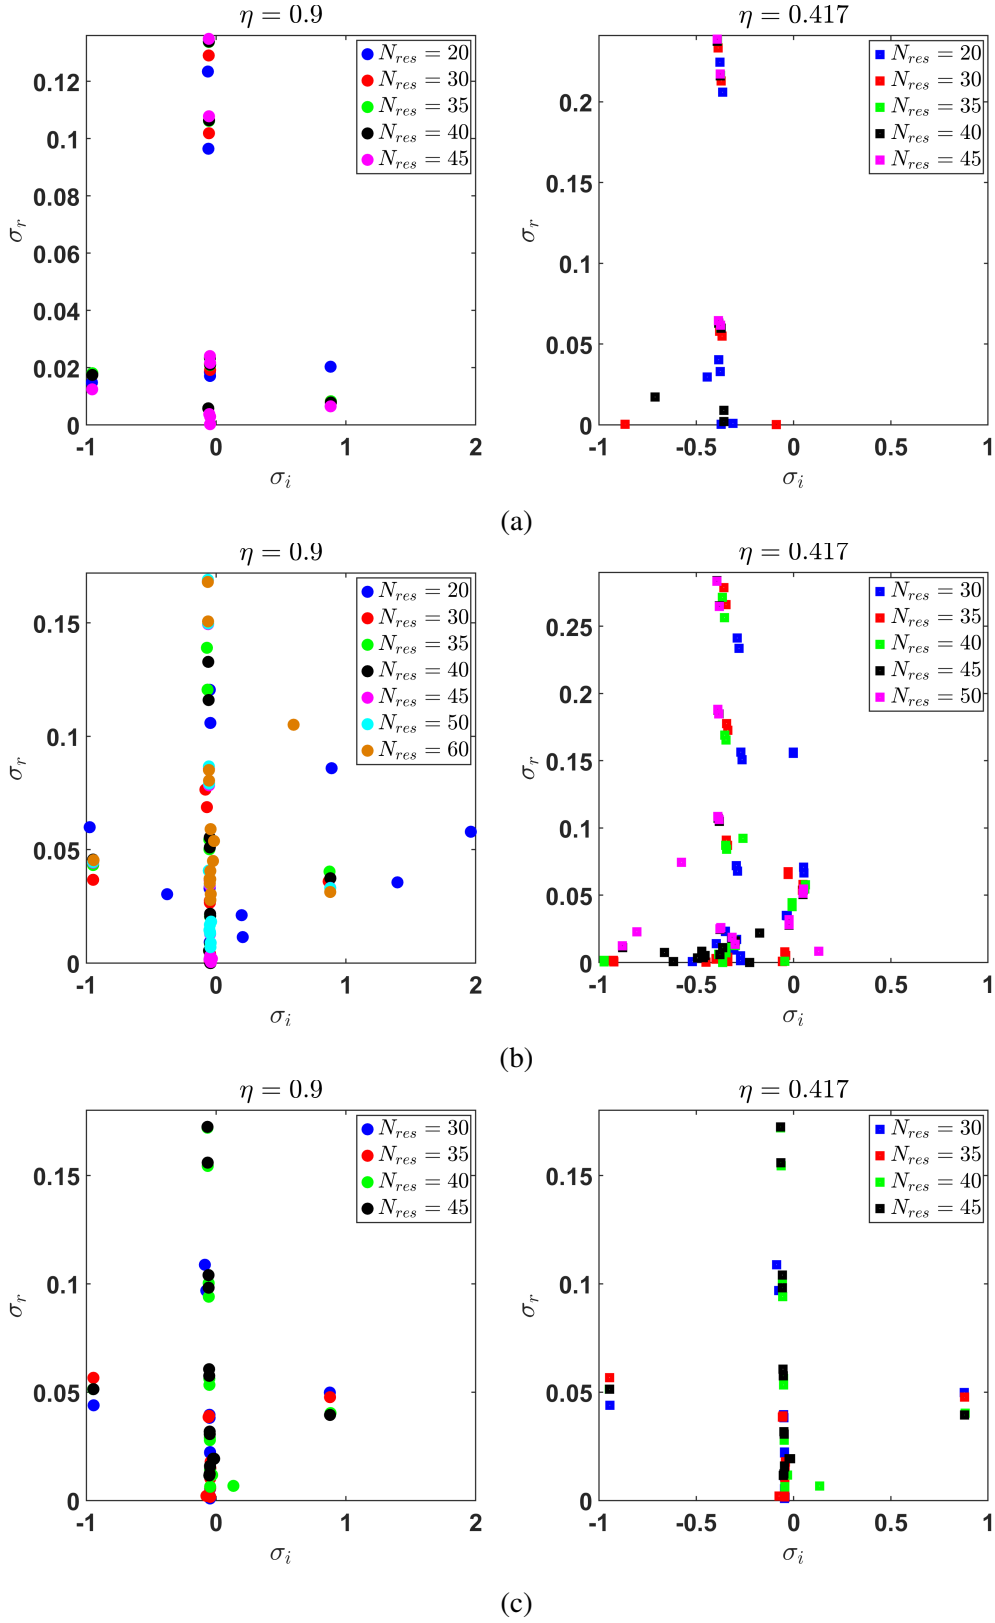 η = 0.9
η = 0.417
0.12
0.1
0.08
0.06
0.04
0.02
0
σr
-1
0
1
2
σi
Nres = 20
Nres = 30
Nres = 35
Nres = 40
Nres = 45
0.2
0.15
0.1
0.05
0
σr
-1
-0.5
0
0.5
1
σi
Nres = 20
Nres = 30
Nres = 35
Nres = 40
Nres = 45
(a)
η = 0.9
η = 0.417
0.15
0.1
0.05
0
σr
-1
0
1
2
σi
Nres = 20
Nres = 30
Nres = 35
Nres = 40
Nres = 45
Nres = 50
Nres = 60
0.25
0.2
0.15
0.1
0.05
0
σr
-1
-0.5
0
0.5
1
σi
Nres = 30
Nres = 35
Nres = 40
Nres = 45
Nres = 50
(b)
η = 0.9
η = 0.417
0.15
0.1
0.05
0
σr
-1
0
1
2
σi
Nres = 30
Nres = 35
Nres = 40
Nres = 45
0.15
0.1
0.05
0
σr
-1
-0.5
0
0.5
1
σi
Nres = 30
Nres = 35
Nres = 40
Nres = 45
(c)